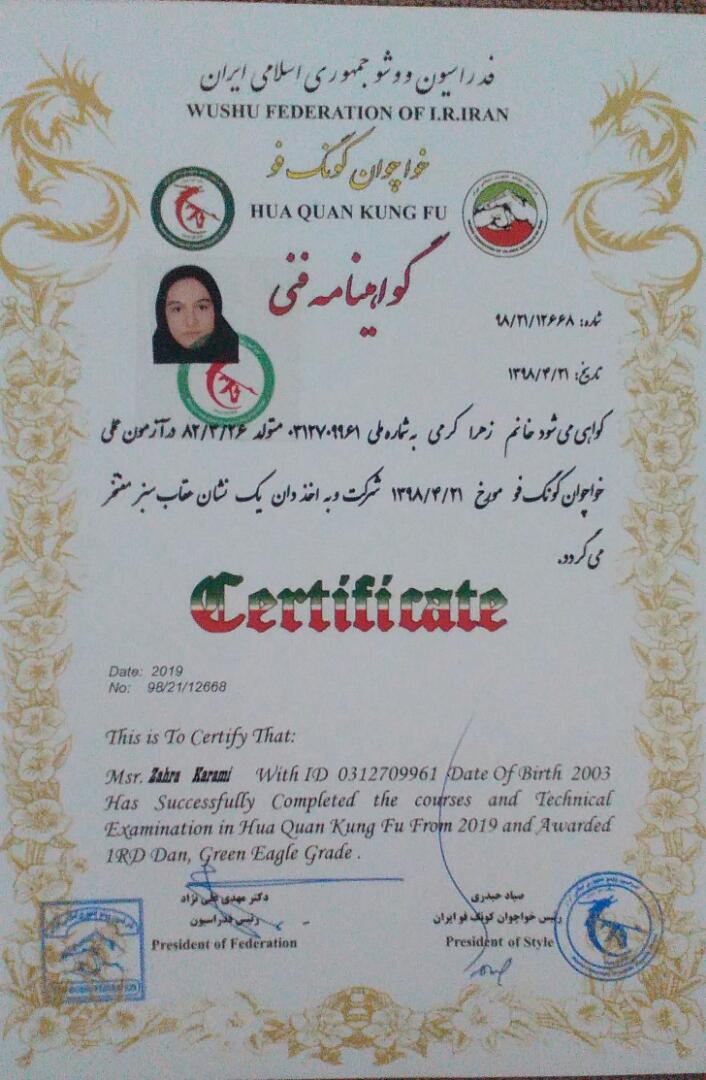 فدراسیون ووشو جمهوری اسلامی ایران
WUSHU FEDERATION OF I.R.IRAN
خواچوان کونگ فو
HUA QUAN KUNG FU
گواهینامه فنی
شماره: ۹۸/۲۱/۱۲۶۶۸
تاریخ: ۱۳۹۸/۴/۲۱
گواهی می شود خانم زهرا کرمی به شماره ملی ۰۳۱۲۷۰۹۹۶۱ متولد ۸۲/۳/۲۶ در آزمون عملی
خواچوان کونگ فو مورخ ۱۳۹۸/۴/۲۱ شرکت و به اخذ دان یک نشان عقاب سبز مفتخر
می گردد.
Certificate
Date: 2019
No: 98/21/12668
This is To Certify That:
Msr. Zahra Karami With ID 0312709961 Date Of Birth 2003
Has Successfully Completed the courses and Technical
Examination in Hua Quan Kung Fu From 2019 and Awarded
1RD Dan, Green Eagle Grade .
دکتر مهدی علی نژاد
رئیس فدراسیون
President of Federation
صیاد حیدری
رئیس خواچوان کونگ فو ایران
President of Style